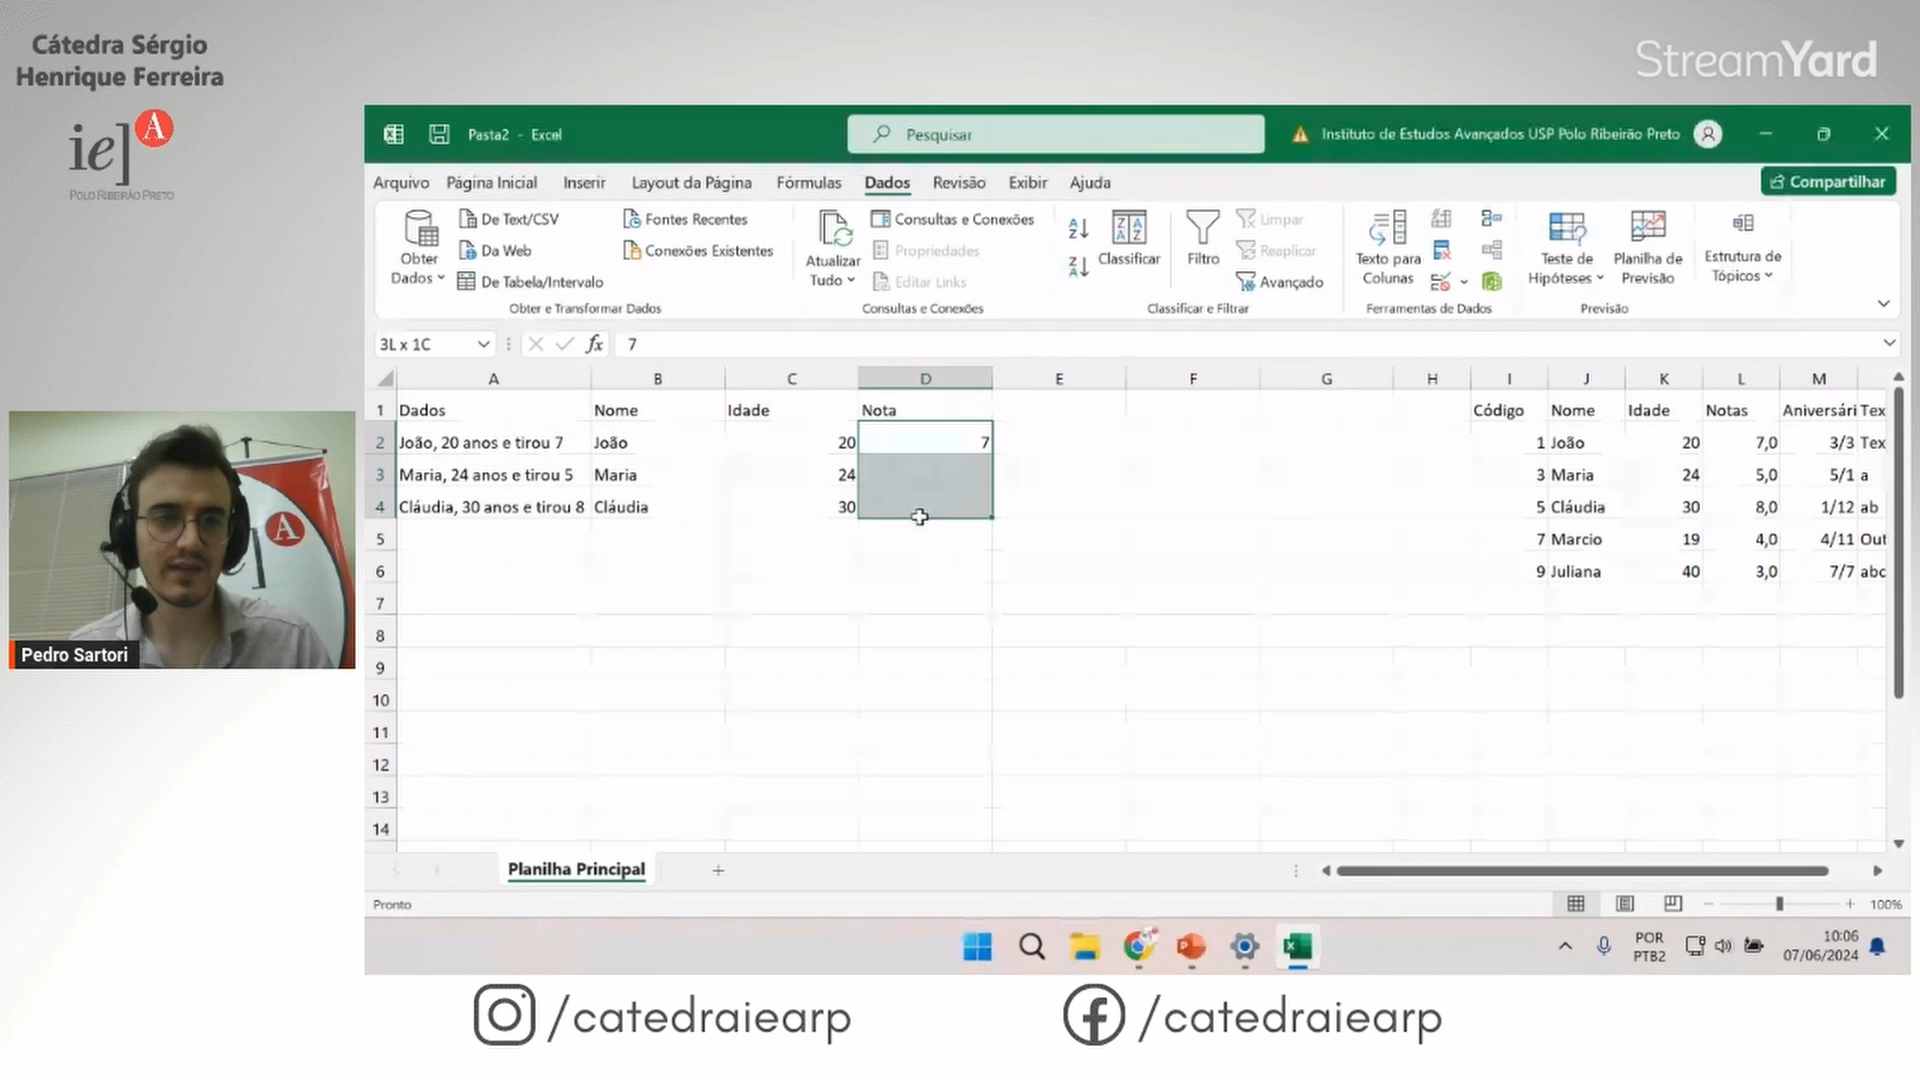 Cátedra Sérgio
Henrique Ferreira
iea
A
POLO RIBEIRÃO PRETO
StreamYard
Pasta2 - Excel
Pesquisar
Instituto de Estudos Avançados USP Polo Ribeirão Preto
Arquivo Página Inicial Inserir Layout da Página Fórmulas Dados Revisão Exibir Ajuda
Compartilhar
Obter Dados
De Text/CSV
Da Web
De Tabela/Intervalo
Fontes Recentes
Conexões Existentes
Obter e Transformar Dados
Atualizar Tudo
Consultas e Conexões
Propriedades
Editar Links
Consultas e Conexões
Classificar
Filtro
Limpar
Reaplicar
Avançado
Classificar e Filtrar
Texto para Colunas
Ferramentas de Dados
Teste de Hipóteses
Planilha de Previsão
Previsão
Estrutura de Tópicos
3L x 1C
fx
7
A B C D E F G H I J K L M
1 Dados Nome Idade Nota Código Nome Idade Notas Aniversári Tex
2 João, 20 anos e tirou 7 João 20 7 1 João 20 7,0 3/3 Tex
3 Maria, 24 anos e tirou 5 Maria 24 3 Maria 24 5,0 5/1 a
4 Cláudia, 30 anos e tirou 8 Cláudia 30 5 Cláudia 30 8,0 1/12 ab
5 7 Marcio 19 4,0 4/11 Out
6 9 Juliana 40 3,0 7/7 abc
7
8
9
10
11
12
13
14
A
Pedro Sartori
Planilha Principal
Pronto
100%
POR
PTB2
10:06
07/06/2024
/catedraiearp
/catedraiearp